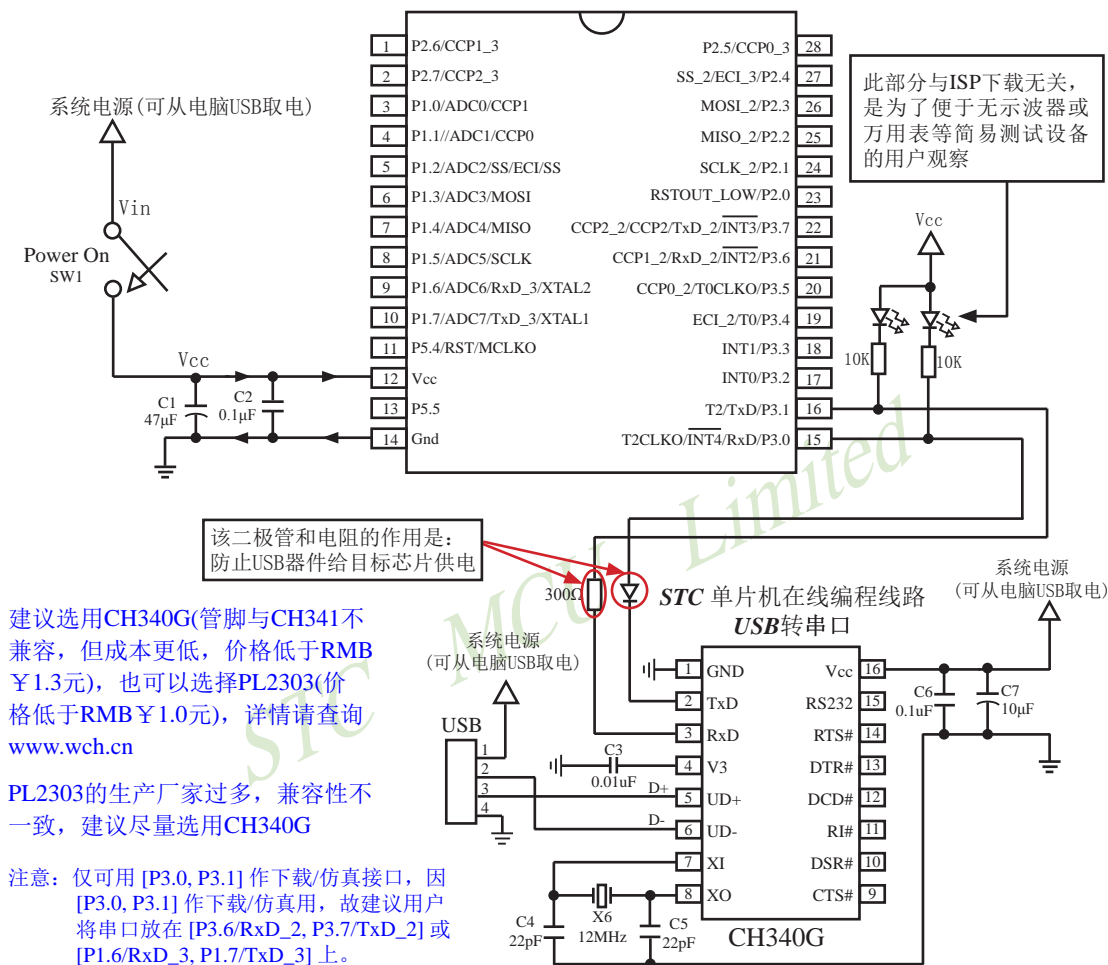 1 P2.6/CCP1_3
2 P2.7/CCP2_3
3 P1.0/ADC0/CCP1
4 P1.1//ADC1/CCP0
5 P1.2/ADC2/SS/ECI/SS
6 P1.3/ADC3/MOSI
7 P1.4/ADC4/MISO
8 P1.5/ADC5/SCLK
9 P1.6/ADC6/RxD_3/XTAL2
10 P1.7/ADC7/TxD_3/XTAL1
11 P5.4/RST/MCLKO
12 Vcc
13 P5.5
14 Gnd
P2.5/CCP0_3 28
SS_2/ECI_3/P2.4 27
MOSI_2/P2.3 26
MISO_2/P2.2 25
SCLK_2/P2.1 24
RSTOUT_LOW/P2.0 23
CCP2_2/CCP2/TxD_2/INT3/P3.7 22
CCP1_2/RxD_2/INT2/P3.6 21
CCP0_2/T0CLKO/P3.5 20
ECI_2/T0/P3.4 19
INT1/P3.3 18
INT0/P3.2 17
T2/TxD/P3.1 16
T2CLKO/INT4/RxD/P3.0 15
系统电源(可从电脑USB取电)
Vin
Power On
SW1
Vcc
C1
47μF
C2
0.1μF
此部分与ISP下载无关，
是为了便于无示波器或
万用表等简易测试设备
的用户观察
Vcc
10K
10K
该二极管和电阻的作用是：
防止USB器件给目标芯片供电
300Ω
STC 单片机在线编程线路
USB转串口
系统电源
(可从电脑USB取电)
系统电源
(可从电脑USB取电)
建议选用CH340G(管脚与CH341不
兼容，但成本更低，价格低于RMB
￥1.3元)，也可以选择PL2303(价
格低于RMB￥1.0元)，详情请查询
www.wch.cn
PL2303的生产厂家过多，兼容性不
一致，建议尽量选用CH340G
注意：仅可用 [P3.0, P3.1] 作下载/仿真接口，因
[P3.0, P3.1] 作下载/仿真用，故建议用户
将串口放在 [P3.6/RxD_2, P3.7/TxD_2] 或
[P1.6/RxD_3, P1.7/TxD_3] 上。
USB
1
2
3
4
C3
0.01uF
D+
D-
1 GND
2 TxD
3 RxD
4 V3
5 UD+
6 UD-
7 XI
8 XO
Vcc 16
RS232 15
RTS# 14
DTR# 13
DCD# 12
RI# 11
DSR# 10
CTS# 9
C6
0.1uF
C7
10μF
C4
22pF
X6
12MHz
C5
22pF
CH340G
STC MCU Limited